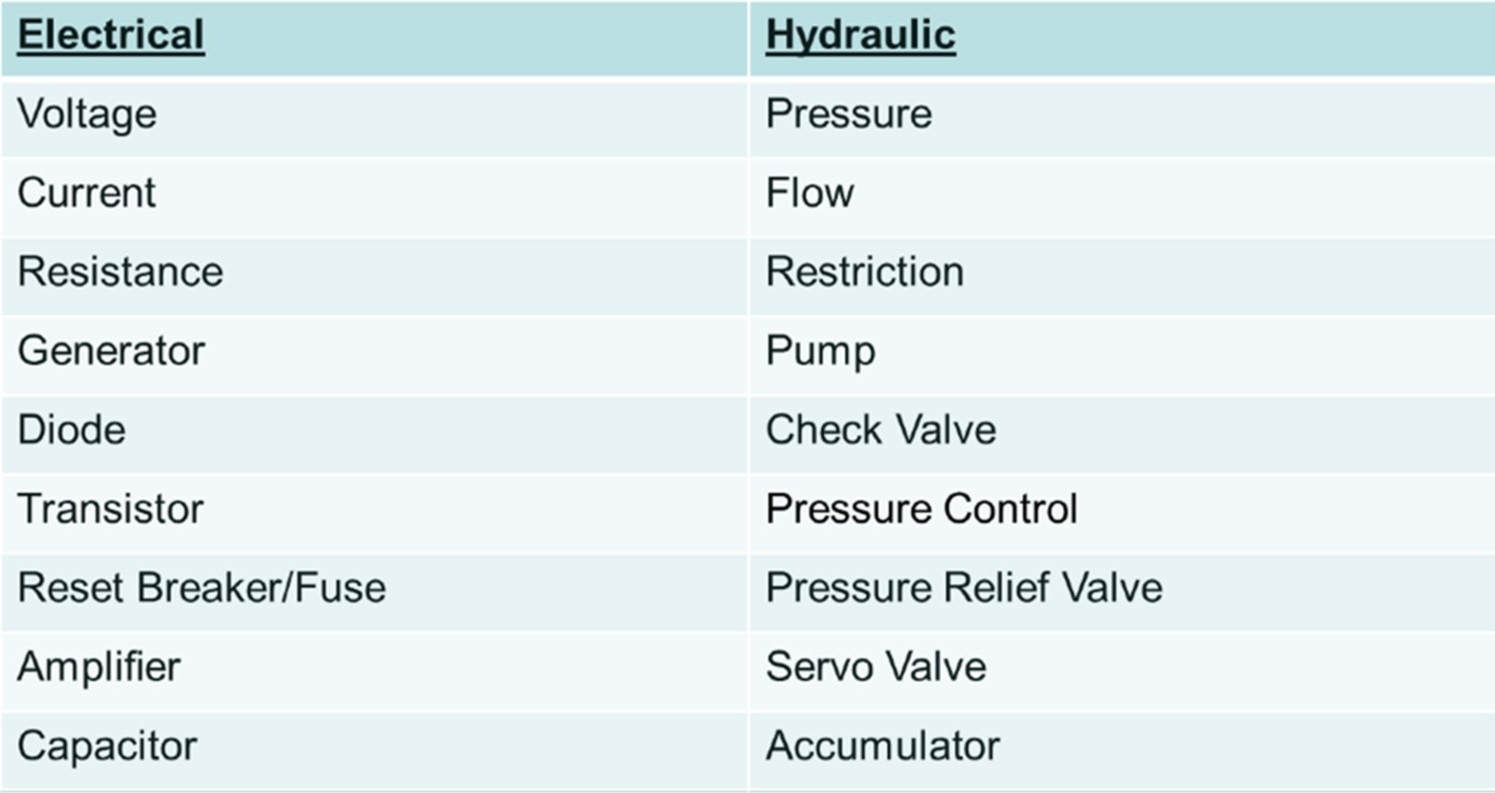 Electrical Hydraulic
Voltage Pressure
Current Flow
Resistance Restriction
Generator Pump
Diode Check Valve
Transistor Pressure Control
Reset Breaker/Fuse Pressure Relief Valve
Amplifier Servo Valve
Capacitor Accumulator